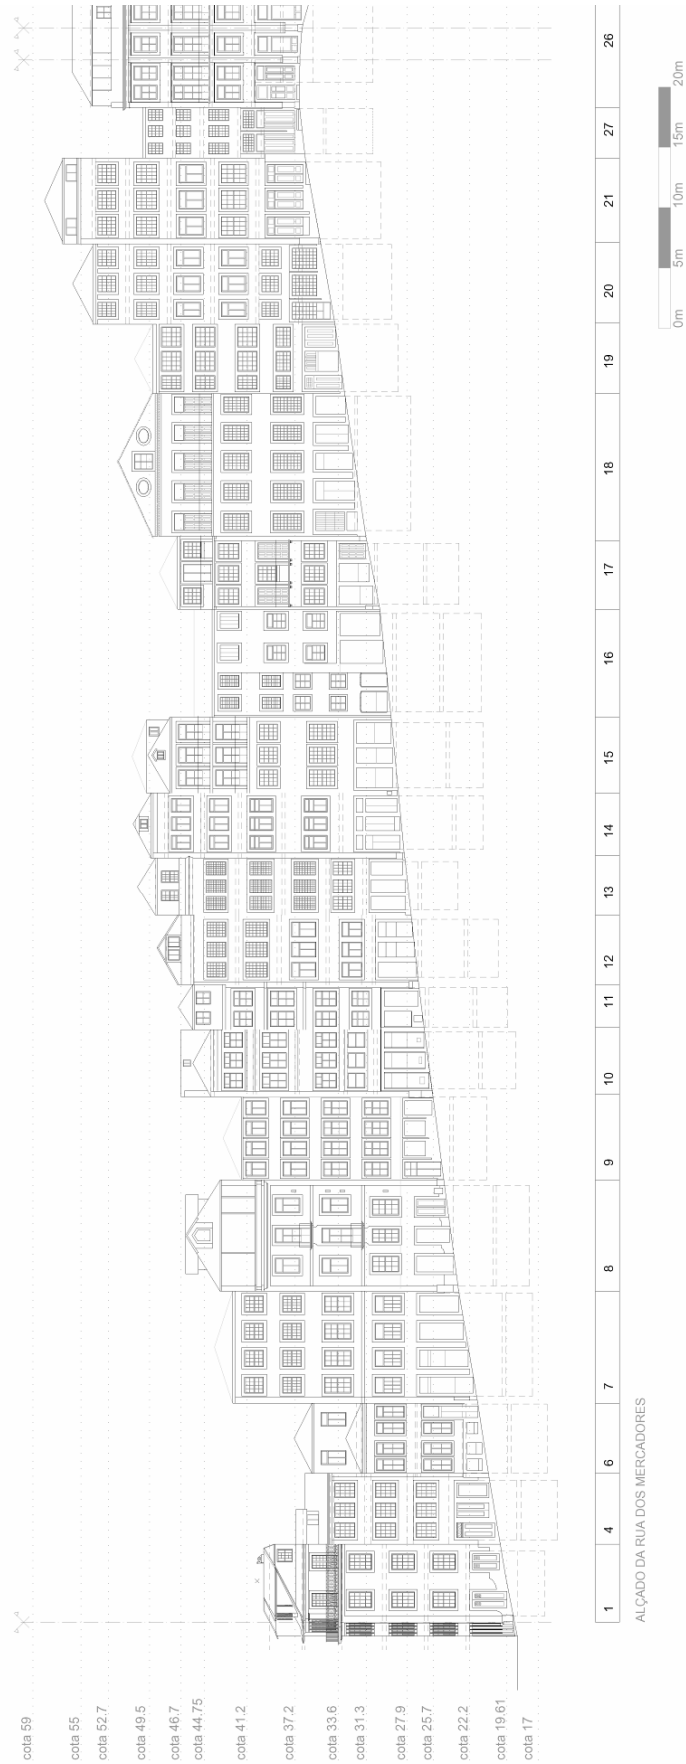 cota 59
cota 55
cota 52.7
cota 49.5
cota 46.7
cota 44.75
cota 41.2
cota 37.2
cota 33.6
cota 31.3
cota 27.9
cota 25.7
cota 22.2
cota 19.61
cota 17
1 4 6 7 8 9 10 11 12 13 14 15 16 17 18 19 20 21 27 26
ALÇADO DA RUA DOS MERCADORES
0m 5m 10m 15m 20m